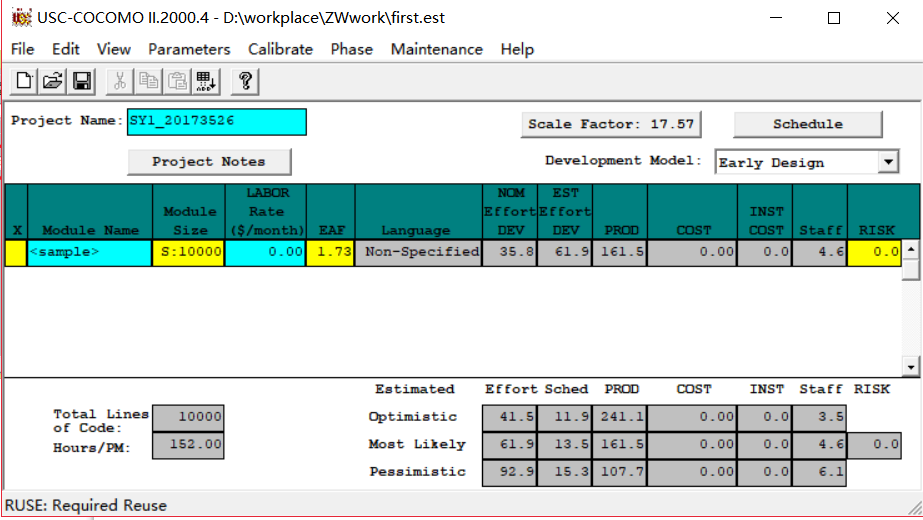 USC-COCOMO II.2000.4 - D:\workplace\ZWwork\first.est
File Edit View Parameters Calibrate Phase Maintenance Help
Project Name: SY1_20173526
Scale Factor: 17.57 Schedule
Project Notes
Development Model: Early Design
X Module Name Module Size LABOR Rate ($/month) EAF Language NOM Effort DEV EST Effort DEV PROD COST INST COST Staff RISK
<sample> S:10000 0.00 1.73 Non-Specified 35.8 61.9 161.5 0.00 0.0 4.6 0.0
Estimated Effort Sched PROD COST INST Staff RISK
Total Lines of Code: 10000
Optimistic 41.5 11.9 241.1 0.00 0.0 3.5
Hours/PM: 152.00
Most Likely 61.9 13.5 161.5 0.00 0.0 4.6 0.0
Pessimistic 92.9 15.3 107.7 0.00 0.0 6.1
RUSE: Required Reuse